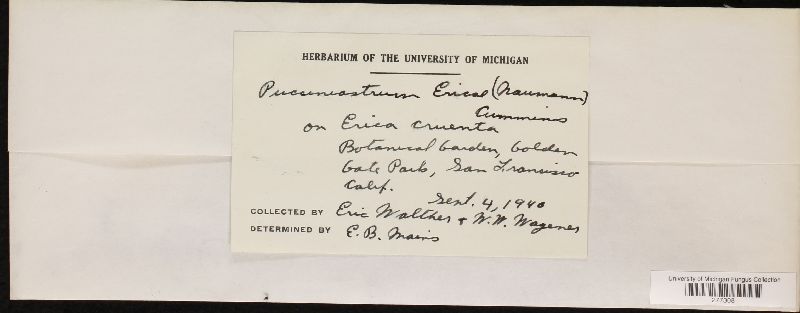 HERBARIUM OF THE UNIVERSITY OF MICHIGAN
Pucciniastrum Ericae (Naumann)
Cummins
on Erica cruenta
Botanical Garden, Golden
Gate Park, San Francisco
Calif.
Sept. 4, 1940
COLLECTED BY Eric Walther & W.W. Wagener
DETERMINED BY E.B. Mains
University of Michigan Fungus Collection